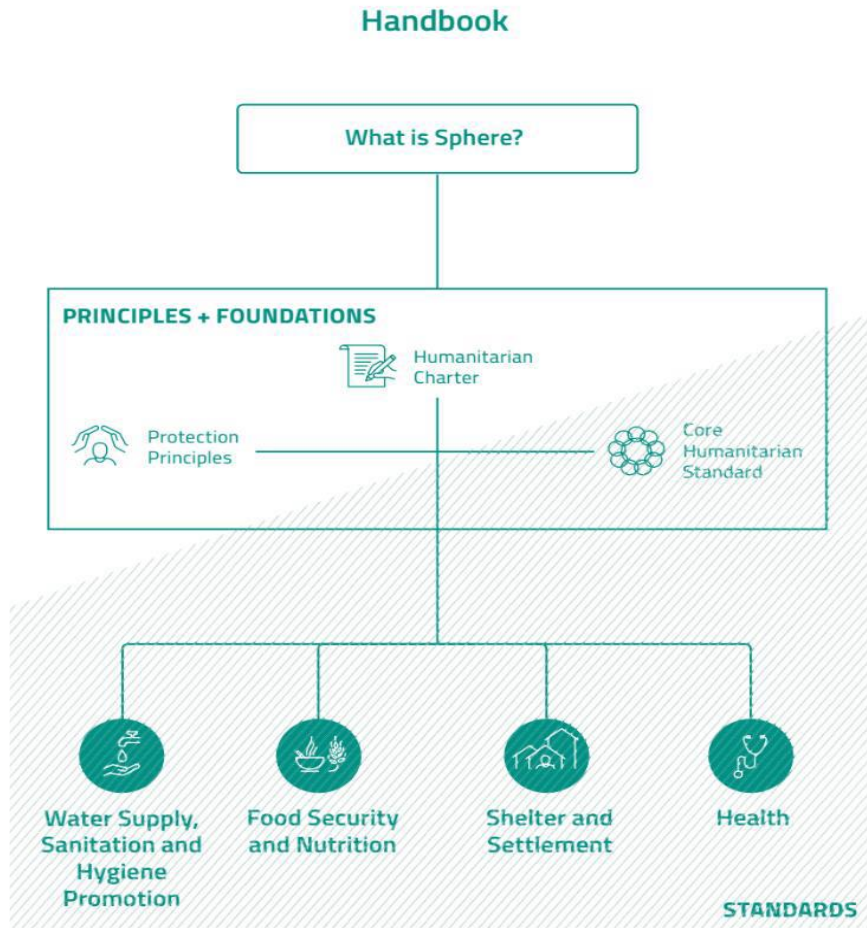 Handbook
What is Sphere?
PRINCIPLES + FOUNDATIONS
Humanitarian
Charter
Protection
Principles
Core
Humanitarian
Standard
Water Supply,
Sanitation and
Hygiene
Promotion
Food Security
and Nutrition
Shelter and
Settlement
Health
STANDARDS